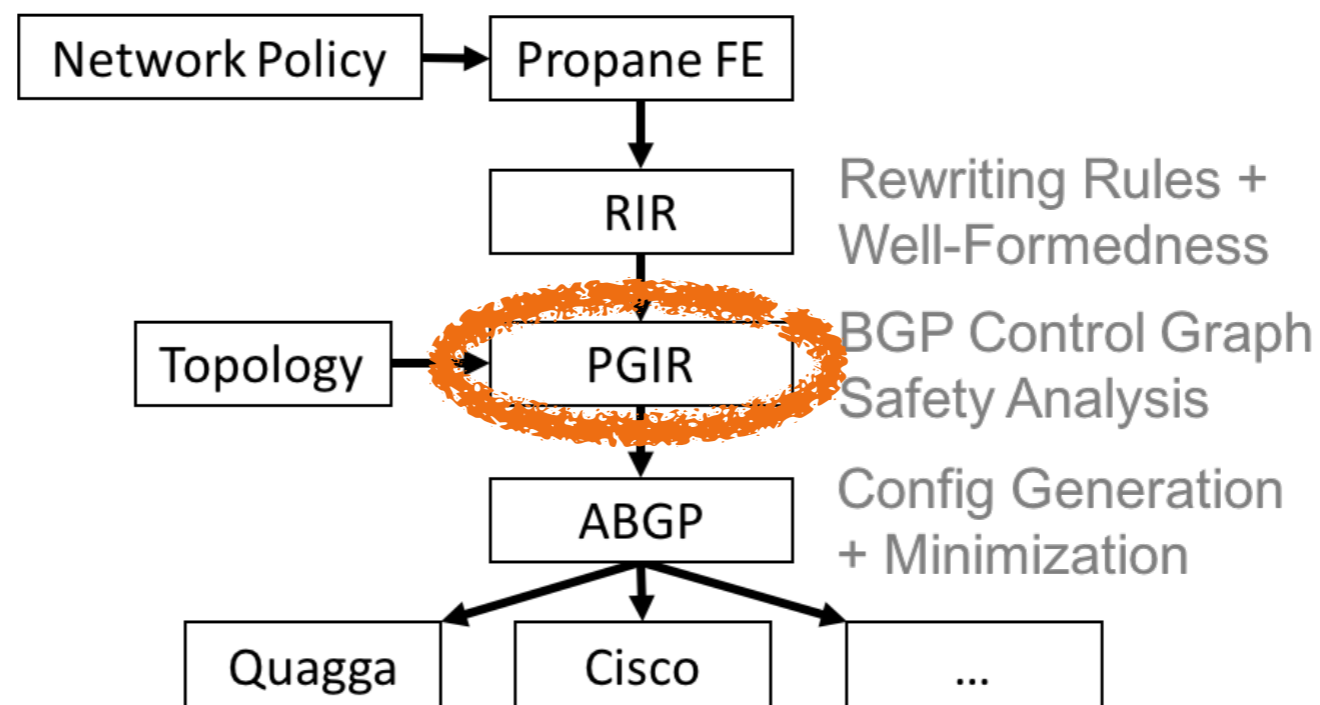 Network Policy
Propane FE
RIR
Rewriting Rules +
Well-Formedness
Topology
PGIR
BGP Control Graph
Safety Analysis
ABGP
Config Generation
+ Minimization
Quagga
Cisco
...